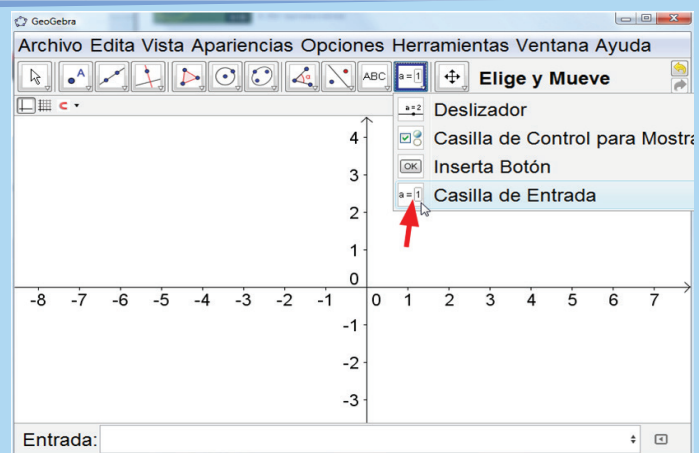 GeoGebra
Archivo Edita Vista Apariencias Opciones Herramientas Ventana Ayuda
A α ABC a=1 Elige y Mueve
a=2 Deslizador
Casilla de Control para Mostra
OK Inserta Botón
a=1 Casilla de Entrada
4
3
2
1
0
-8 -7 -6 -5 -4 -3 -2 -1 0 1 2 3 4 5 6 7
-1
-2
-3
Entrada: